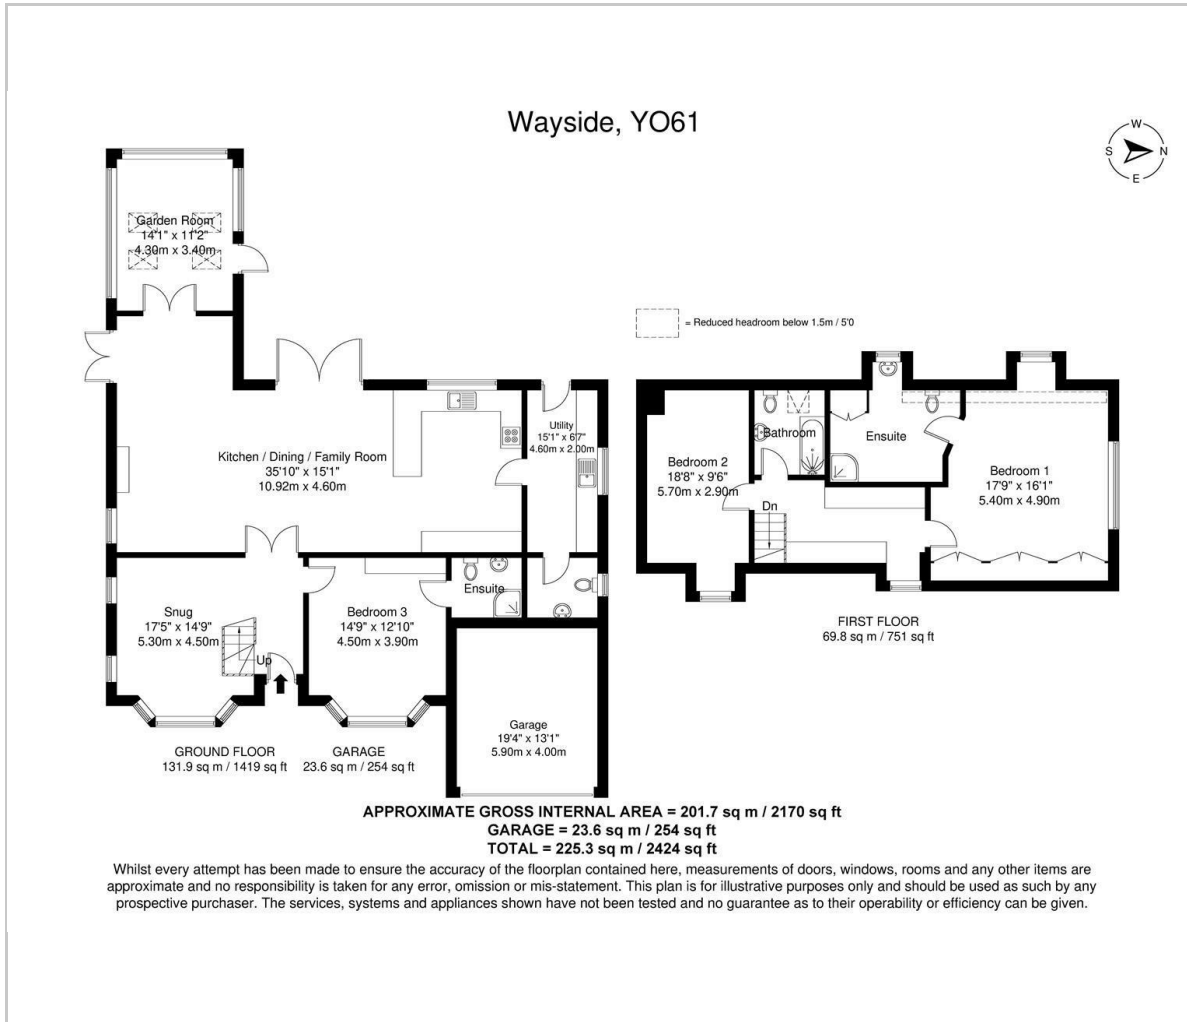 Wayside, YO61
W
S
N
E
Garden Room
14'1" x 11'2"
4.30m x 3.40m
= Reduced headroom below 1.5m / 5'0
Kitchen / Dining / Family Room
35'10" x 15'1"
10.92m x 4.60m
Utility
15'1" x 6'7"
4.60m x 2.00m
Snug
17'5" x 14'9"
5.30m x 4.50m
Up
Bedroom 3
14'9" x 12'10"
4.50m x 3.90m
Ensuite
Garage
19'4" x 13'1"
5.90m x 4.00m
Bedroom 2
18'8" x 9'6"
5.70m x 2.90m
Bathroom
Dn
Ensuite
Bedroom 1
17'9" x 16'1"
5.40m x 4.90m
FIRST FLOOR
69.8 sq m / 751 sq ft
GROUND FLOOR
131.9 sq m / 1419 sq ft
GARAGE
23.6 sq m / 254 sq ft
APPROXIMATE GROSS INTERNAL AREA = 201.7 sq m / 2170 sq ft
GARAGE = 23.6 sq m / 254 sq ft
TOTAL = 225.3 sq m / 2424 sq ft
Whilst every attempt has been made to ensure the accuracy of the floorplan contained here, measurements of doors, windows, rooms and any other items are
approximate and no responsibility is taken for any error, omission or mis-statement. This plan is for illustrative purposes only and should be used as such by any
prospective purchaser. The services, systems and appliances shown have not been tested and no guarantee as to their operability or efficiency can be given.